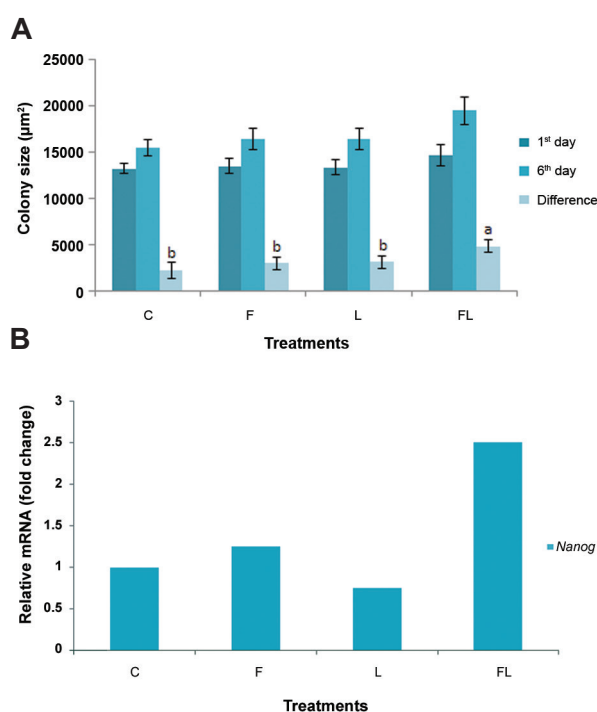 A
25000
20000
15000
10000
5000
0
Colony size (µm²)
b
b
b
a
1st day
6th day
Difference
C F L FL
Treatments
B
3
2.5
2
1.5
1
0.5
0
Relative mRNA (fold change)
Nanog
C F L FL
Treatments